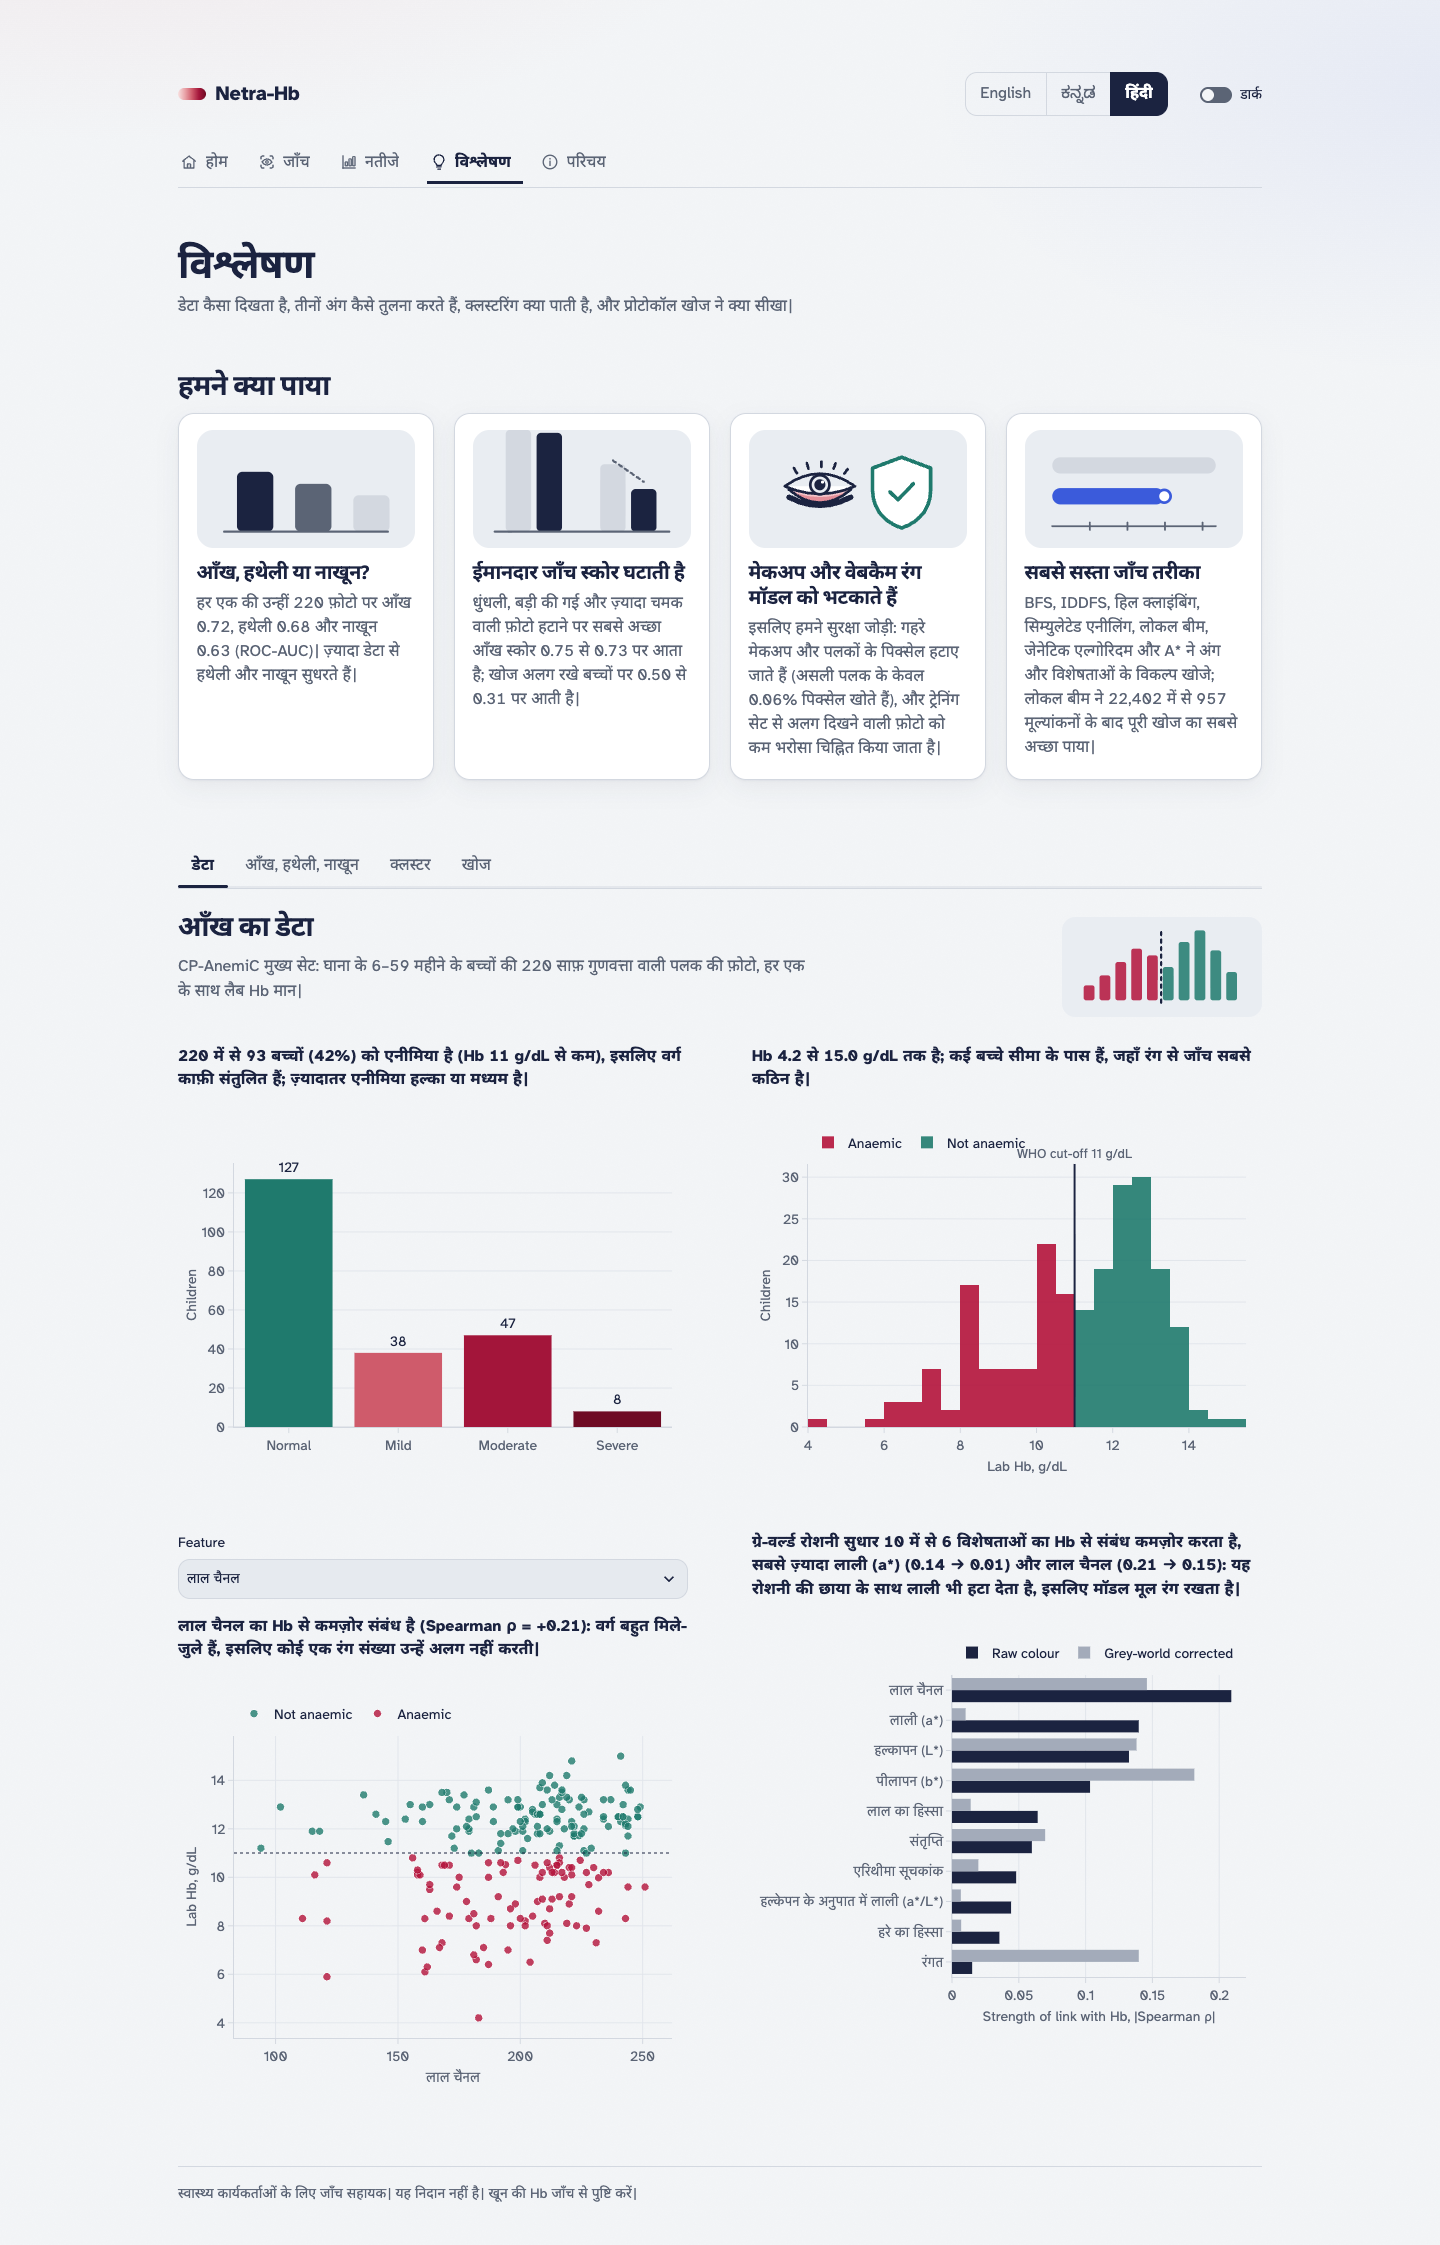 Netra-Hb
English ಕನ್ನಡ हिंदी डार्क
होम जाँच नतीजे विश्लेषण परिचय
विश्लेषण
डेटा कैसा दिखता है, तीनों अंग कैसे तुलना करते हैं, क्लस्टरिंग क्या पाती है, और प्रोटोकॉल खोज ने क्या सीखा|
हमने क्या पाया
आँख, हथेली या नाखून?
हर एक की उन्हीं 220 फ़ोटो पर आँख
0.72, हथेली 0.68 और नाखून
0.63 (ROC-AUC)| ज़्यादा डेटा से
हथेली और नाखून सुधरते हैं|
ईमानदार जाँच स्कोर घटाती है
धुंधली, बड़ी की गई और ज़्यादा चमक
वाली फ़ोटो हटाने पर सबसे अच्छा
आँख स्कोर 0.75 से 0.73 पर आता
है; खोज अलग रखे बच्चों पर 0.50 से
0.31 पर आती है|
मेकअप और वेबकैम रंग
मॉडल को भटकाते हैं
इसलिए हमने सुरक्षा जोड़ी: गहरे
मेकअप और पलकों के पिक्सेल हटाए
जाते हैं (असली पलक के केवल
0.06% पिक्सेल खोते हैं), और ट्रेनिंग
सेट से अलग दिखने वाली फ़ोटो को
कम भरोसा चिह्नित किया जाता है|
सबसे सस्ता जाँच तरीका
BFS, IDDFS, हिल क्लाइंबिंग,
सिम्युलेटेड एनीलिंग, लोकल बीम,
जेनेटिक एल्गोरिदम और A* ने अंग
और विशेषताओं के विकल्प खोजे;
लोकल बीम ने 22,402 में से 957
मूल्यांकनों के बाद पूरी खोज का सबसे
अच्छा पाया|
डेटा आँख, हथेली, नाखून क्लस्टर खोज
आँख का डेटा
CP-AnemiC मुख्य सेट: घाना के 6–59 महीने के बच्चों की 220 साफ़ गुणवत्ता वाली पलक की फ़ोटो, हर एक
के साथ लैब Hb मान|
220 में से 93 बच्चों (42%) को एनीमिया है (Hb 11 g/dL से कम), इसलिए वर्ग
काफ़ी संतुलित हैं; ज़्यादातर एनीमिया हल्का या मध्यम है|
127
38
47
8
120
100
80
60
40
20
0
Children
Normal Mild Moderate Severe
Hb 4.2 से 15.0 g/dL तक है; कई बच्चे सीमा के पास हैं, जहाँ रंग से जाँच सबसे
कठिन है|
Anaemic Not anaemic
WHO cut-off 11 g/dL
30
25
20
15
10
5
0
Children
4 6 8 10 12 14
Lab Hb, g/dL
Feature
लाल चैनल
लाल चैनल का Hb से कमज़ोर संबंध है (Spearman ρ = +0.21): वर्ग बहुत मिले-
जुले हैं, इसलिए कोई एक रंग संख्या उन्हें अलग नहीं करती|
Not anaemic Anaemic
14
12
10
8
6
4
Lab Hb, g/dL
100 150 200 250
लाल चैनल
ग्रे-वर्ल्ड रोशनी सुधार 10 में से 6 विशेषताओं का Hb से संबंध कमज़ोर करता है,
सबसे ज़्यादा लाली (a*) (0.14 → 0.01) और लाल चैनल (0.21 → 0.15): यह
रोशनी की छाया के साथ लाली भी हटा देता है, इसलिए मॉडल मूल रंग रखता है|
Raw colour Grey-world corrected
लाल चैनल
लाली (a*)
हल्कापन (L*)
पीलापन (b*)
लाल का हिस्सा
संतृप्ति
एरिथीमा सूचकांक
हल्केपन के अनुपात में लाली (a*/L*)
हरे का हिस्सा
रंगत
0 0.05 0.1 0.15 0.2
Strength of link with Hb, |Spearman ρ|
स्वास्थ्य कार्यकर्ताओं के लिए जाँच सहायक| यह निदान नहीं है| खून की Hb जाँच से पुष्टि करें|